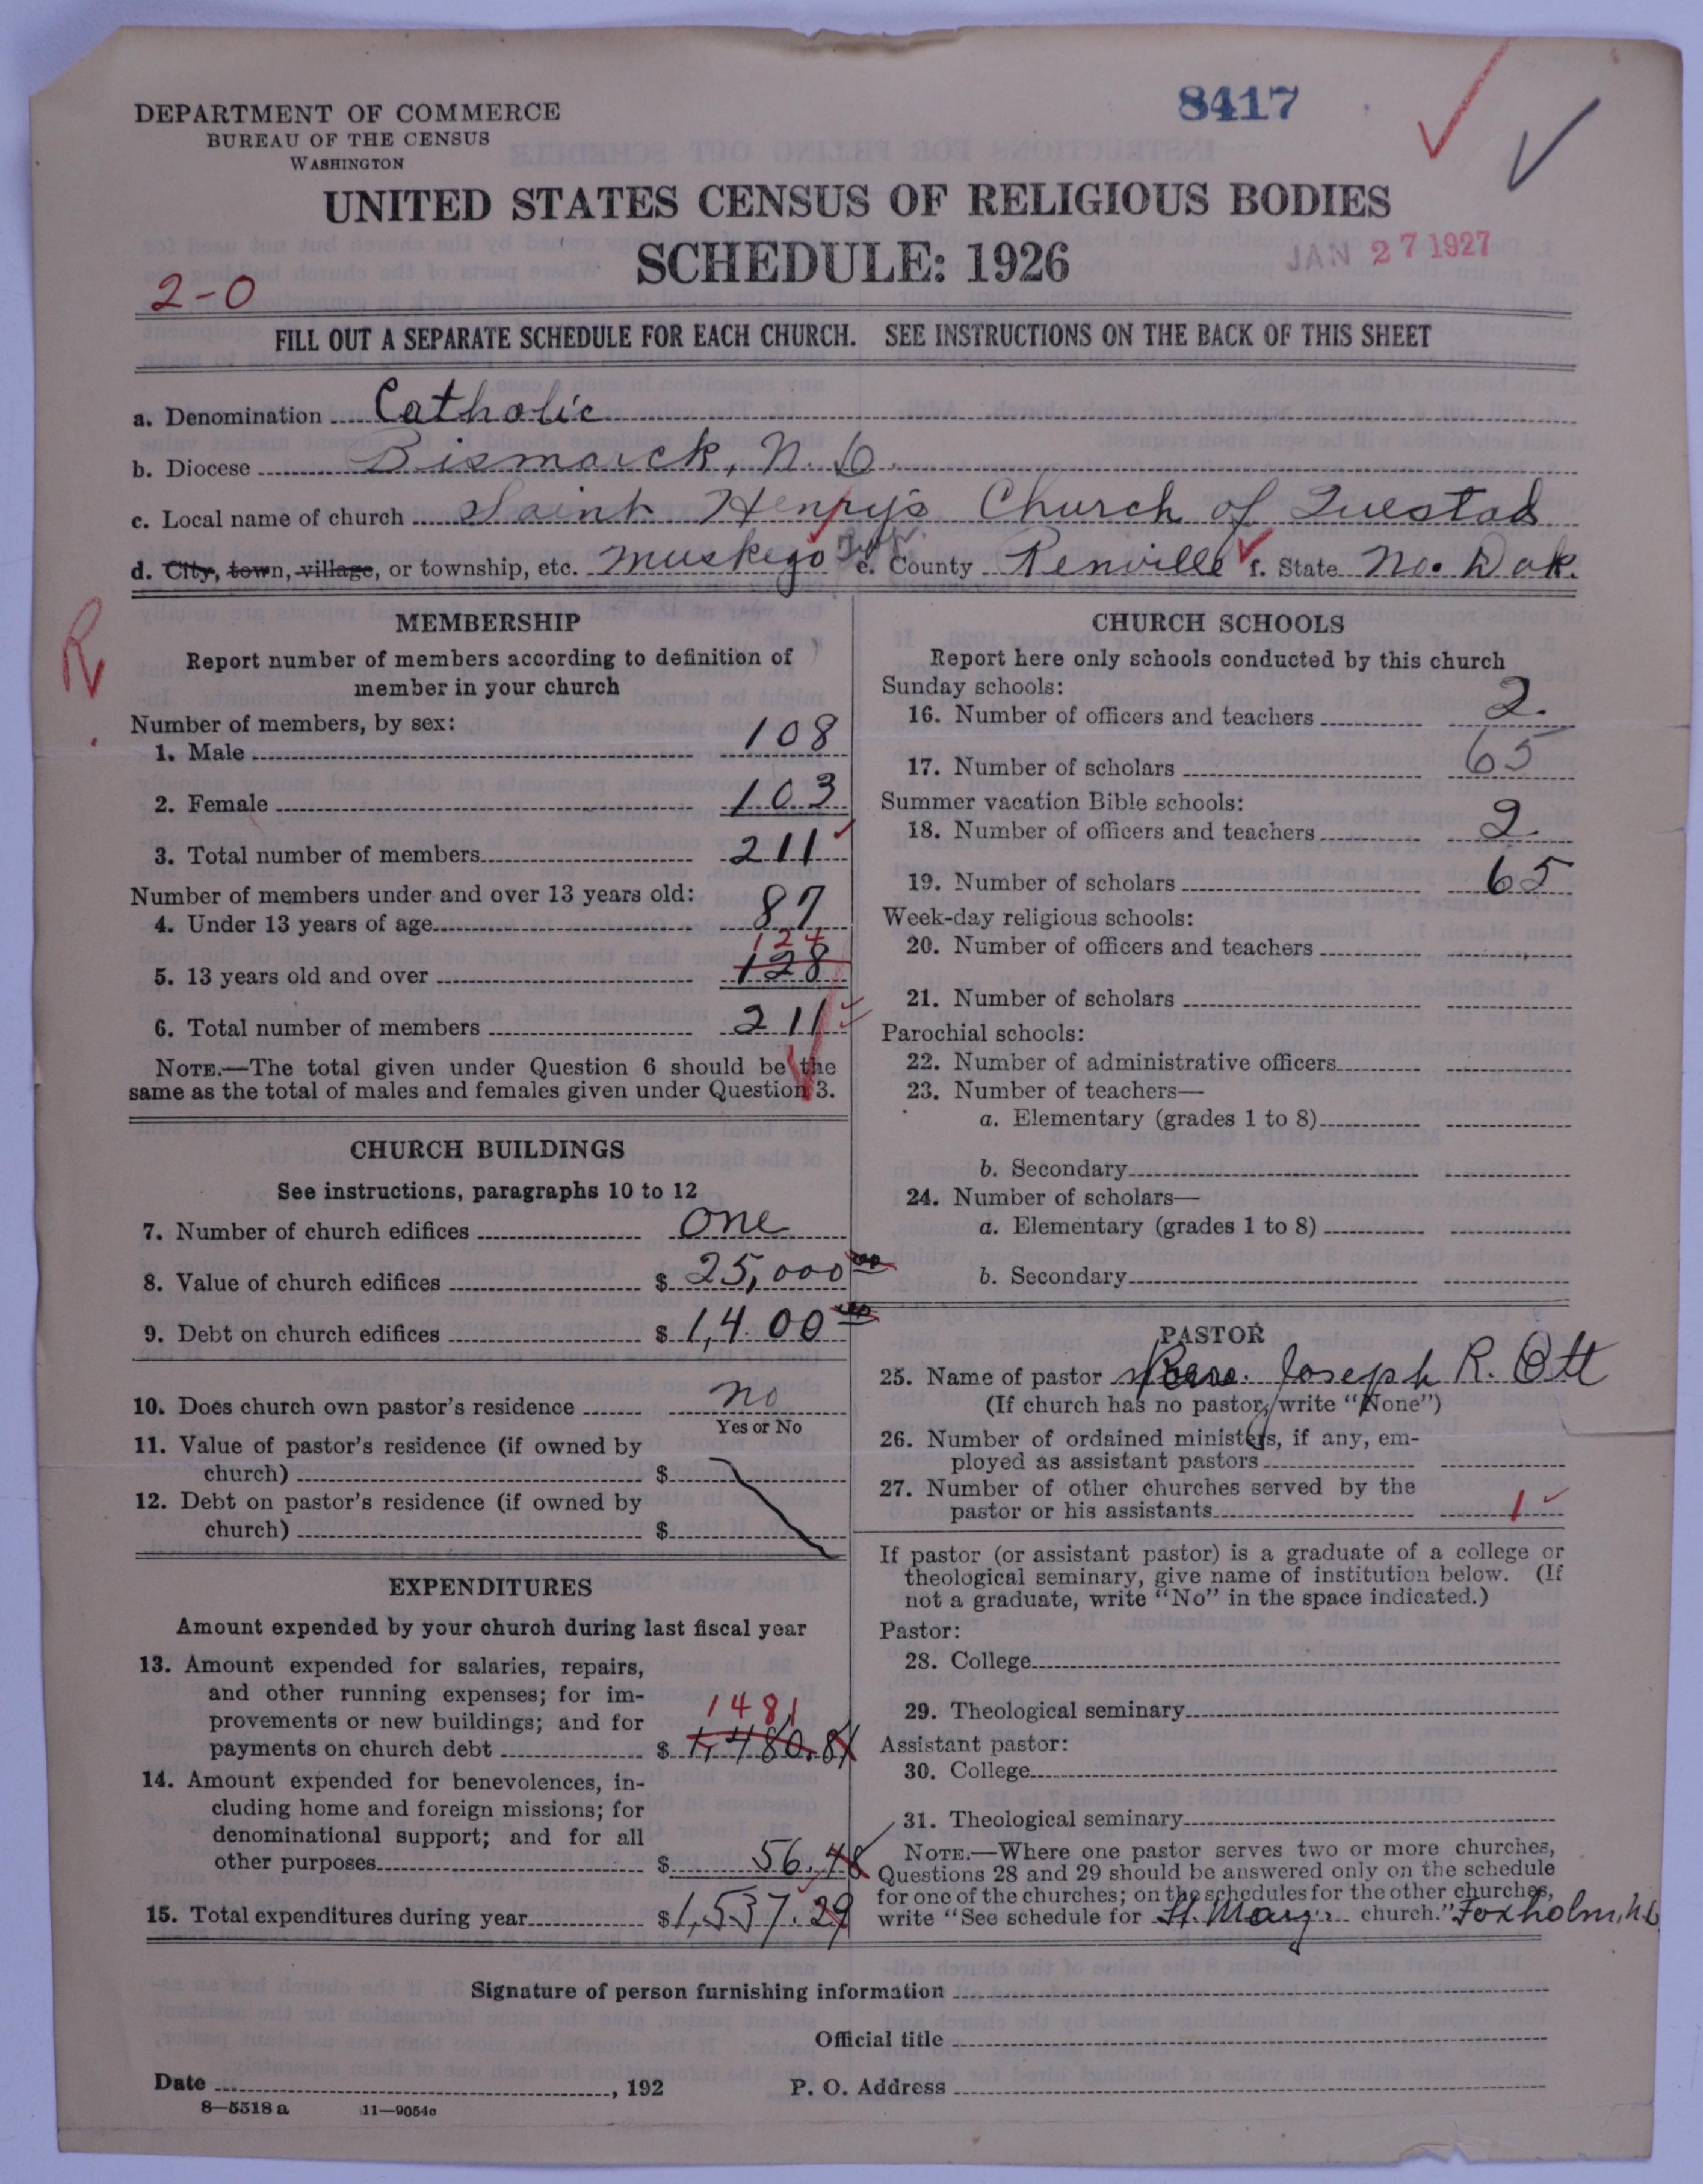 8417
DEPARTMENT OF COMMERCE
BUREAU OF THE CENSUS
WASHINGTON
UNITED STATES CENSUS OF RELIGIOUS BODIES
SCHEDULE: 1926
JAN 27 1927
2-0
FILL OUT A SEPARATE SCHEDULE FOR EACH CHURCH. SEE INSTRUCTIONS ON THE BACK OF THIS SHEET
a. Denomination Catholic
b. Diocese Bismarck, N. D.
c. Local name of church Saint Henry's Church of
d. City, town, village, or township, etc. Muskego Twp. e. County Renville f. State No. Dak.
R
MEMBERSHIP
Report number of members according to definition of
member in your church
Number of members, by sex:
1. Male 108
2. Female 103
3. Total number of members 211
Number of members under and over 13 years old:
4. Under 13 years of age 87
124
5. 13 years old and over 128
6. Total number of members 211
NOTE.—The total given under Question 6 should be the
same as the total of males and females given under Question 3.
CHURCH BUILDINGS
See instructions, paragraphs 10 to 12
7. Number of church edifices one
8. Value of church edifices $ 25,000 00
9. Debt on church edifices $ 1,400 00
10. Does church own pastor's residence no
Yes or No
11. Value of pastor's residence (if owned by
church) $
12. Debt on pastor's residence (if owned by
church) $
EXPENDITURES
Amount expended by your church during last fiscal year
13. Amount expended for salaries, repairs,
and other running expenses; for im-
provements or new buildings; and for
1481
payments on church debt $ 1,480.81
14. Amount expended for benevolences, in-
cluding home and foreign missions; for
denominational support; and for all
other purposes $ 56.48
15. Total expenditures during year $ 1,537.29
CHURCH SCHOOLS
Report here only schools conducted by this church
Sunday schools:
16. Number of officers and teachers 2.
17. Number of scholars 65
Summer vacation Bible schools:
18. Number of officers and teachers 2.
19. Number of scholars 65
Week-day religious schools:
20. Number of officers and teachers
21. Number of scholars
Parochial schools:
22. Number of administrative officers
23. Number of teachers—
a. Elementary (grades 1 to 8)
b. Secondary
24. Number of scholars—
a. Elementary (grades 1 to 8)
b. Secondary
PASTOR
25. Name of pastor Joseph R. Ott
(If church has no pastor, write "None")
26. Number of ordained ministers, if any, em-
ployed as assistant pastors
27. Number of other churches served by the
pastor or his assistants 1
If pastor (or assistant pastor) is a graduate of a college or
theological seminary, give name of institution below. (If
not a graduate, write "No" in the space indicated.)
Pastor:
28. College
29. Theological seminary
Assistant pastor:
30. College
31. Theological seminary
NOTE.—Where one pastor serves two or more churches,
Questions 28 and 29 should be answered only on the schedule
for one of the churches; on the schedules for the other churches,
write "See schedule for St. Mary's church." Foxholm, N.D.
Signature of person furnishing information
Official title
Date , 192 P. O. Address
8—5518 a 11—9054c